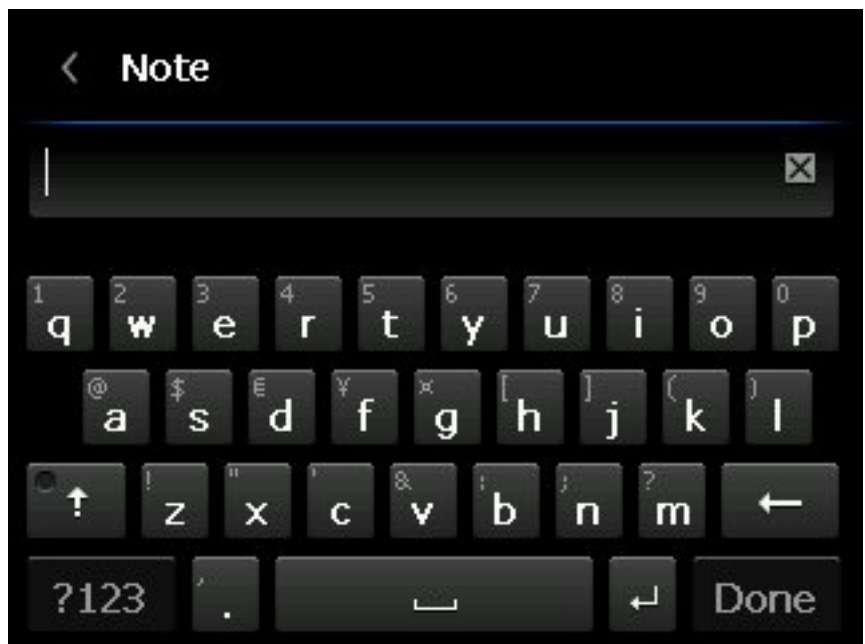 Note
1 2 3 4 5 6 7 8 9 0
q w e r t y u i o p
@ $ € ¥ ¤ [ ] ( )
a s d f g h j k l
! " ' & : ; ?
z x c v b n m
?123 , . Done